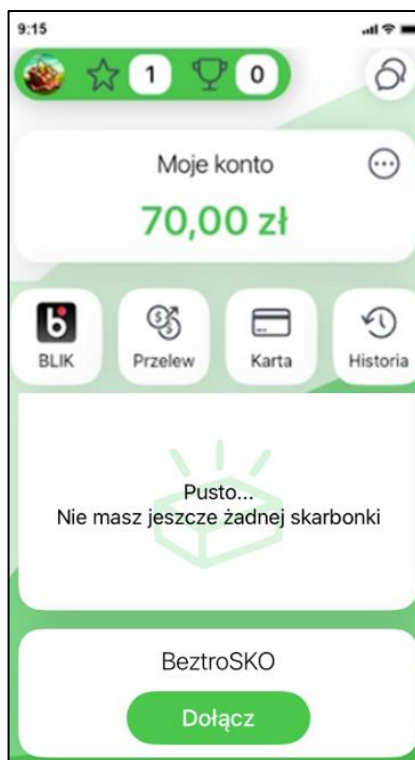 9:15
1 0
Moje konto
70,00 zł
BLIK Przelew Karta Historia
Pusto...
Nie masz jeszcze żadnej skarbonki
BeztroSKO
Dołącz